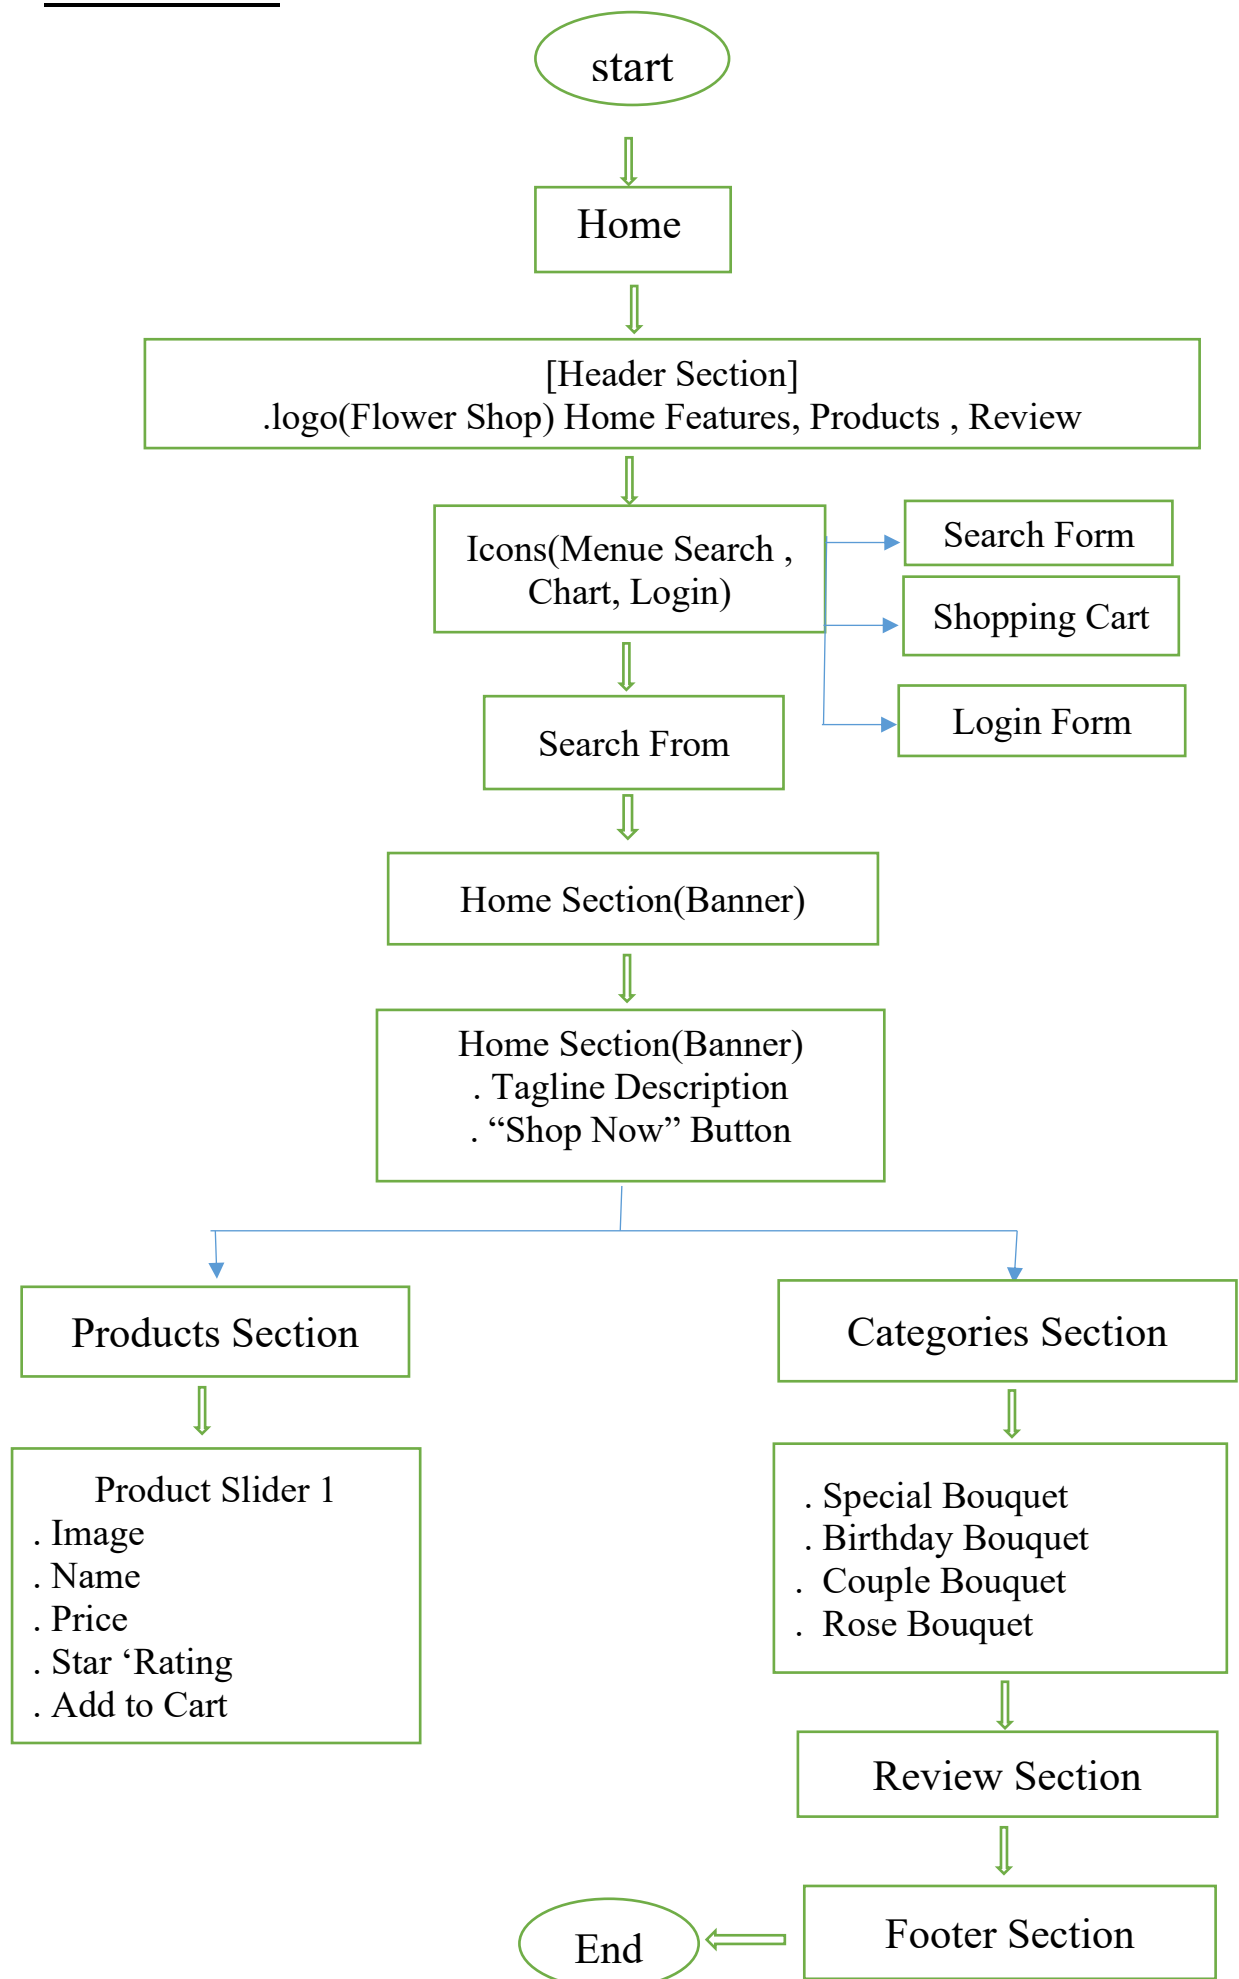 start
Home
[Header Section]
.logo(Flower Shop) Home Features, Products , Review
Icons(Menue Search ,
Chart, Login)
Search Form
Shopping Cart
Login Form
Search From
Home Section(Banner)
Home Section(Banner)
. Tagline Description
. “Shop Now” Button
Products Section
Categories Section
Product Slider 1
. Image
. Name
. Price
. Star ‘Rating
. Add to Cart
. Special Bouquet
. Birthday Bouquet
. Couple Bouquet
. Rose Bouquet
Review Section
Footer Section
End